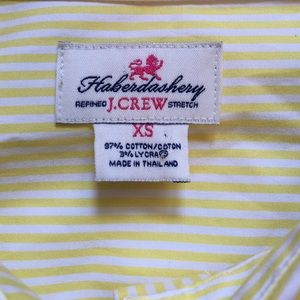 Haberdashery
REFINED J.CREW STRETCH
XS
97% COTTON/COTON
3% LYCRA®
MADE IN THAILAND